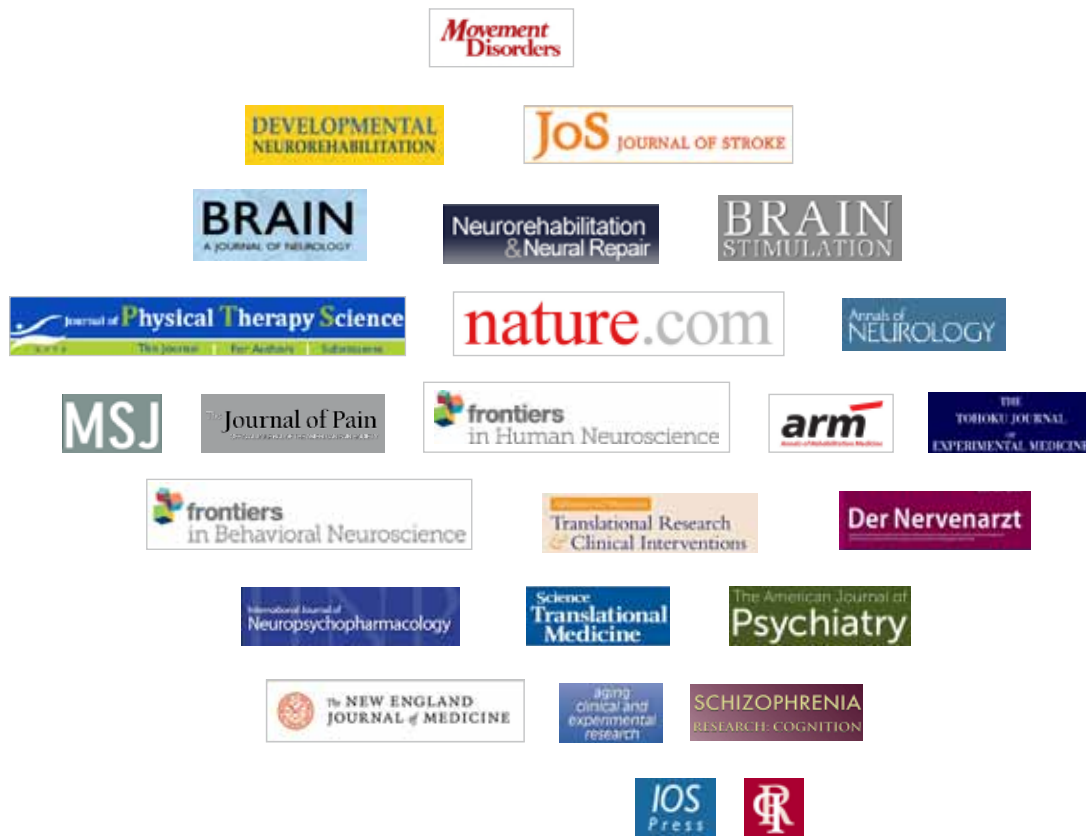 Movement
Disorders
DEVELOPMENTAL
NEUROREHABILITATION
JoS JOURNAL OF STROKE
BRAIN
A JOURNAL OF NEUROLOGY
Neurorehabilitation
& Neural Repair
BRAIN
STIMULATION
Journal of Physical Therapy Science
The Journal | For Authors | Submissions
nature.com
Annals of
NEUROLOGY
MSJ
The Journal of Pain
frontiers
in Human Neuroscience
arm
Annals of Rehabilitation Medicine
THE
TOHOKU JOURNAL
OF
EXPERIMENTAL MEDICINE
frontiers
in Behavioral Neuroscience
Translational Research
& Clinical Interventions
Der Nervenarzt
International Journal of
Neuropsychopharmacology
Science
Translational
Medicine
The American Journal of
Psychiatry
The NEW ENGLAND
JOURNAL of MEDICINE
aging
clinical and
experimental
research
SCHIZOPHRENIA
RESEARCH: COGNITION
IOS
Press